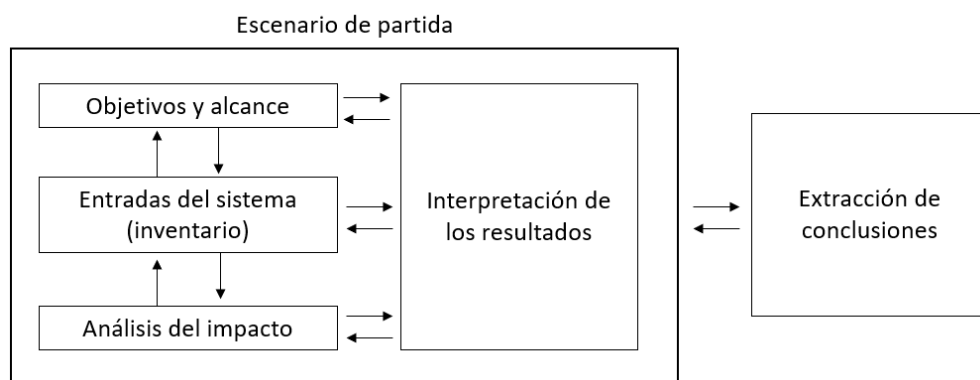 Escenario de partida
Objetivos y alcance
Entradas del sistema
(inventario)
Análisis del impacto
Interpretación de
los resultados
Extracción de
conclusiones